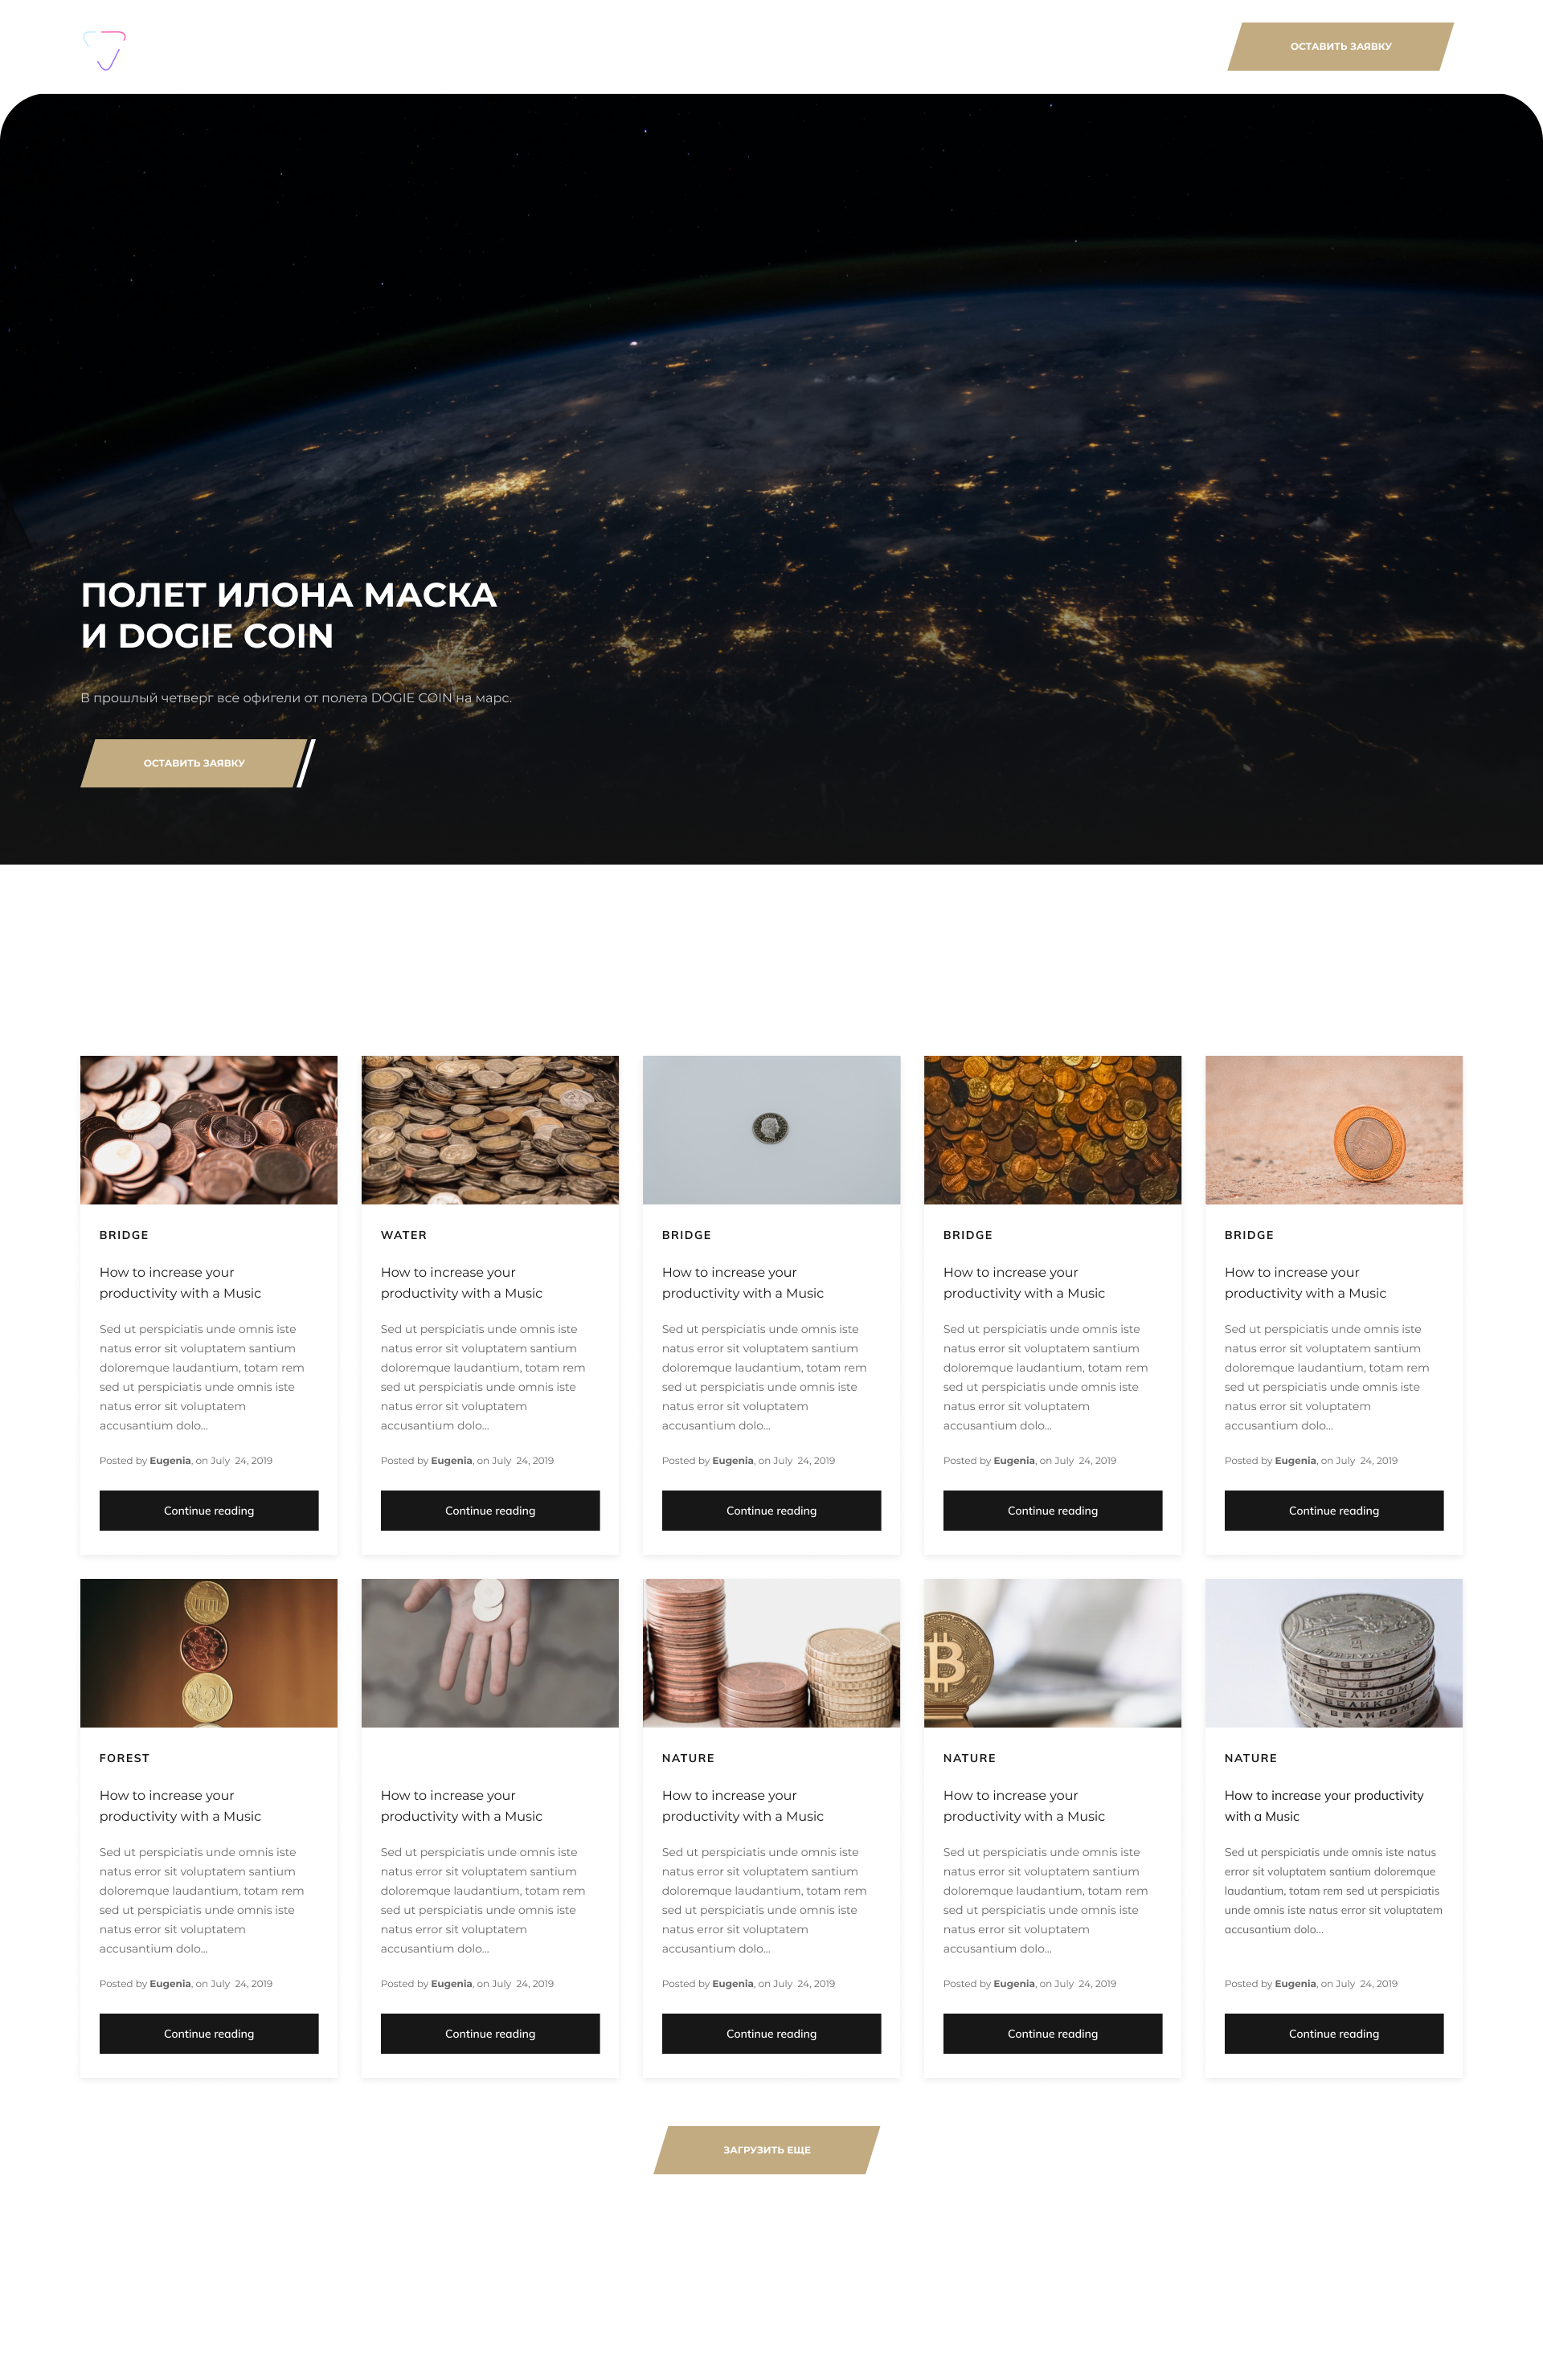 ОСТАВИТЬ ЗАЯВКУ
ПОЛЕТ ИЛОНА МАСКА
И DOGIE COIN
В прошлый четверг все офигели от полета DOGIE COIN на марс.
ОСТАВИТЬ ЗАЯВКУ
BRIDGE
How to increase your
productivity with a Music
Sed ut perspiciatis unde omnis iste
natus error sit voluptatem santium
doloremque laudantium, totam rem
sed ut perspiciatis unde omnis iste
natus error sit voluptatem
accusantium dolo...
Posted by Eugenia, on July 24, 2019
Continue reading
WATER
How to increase your
productivity with a Music
Sed ut perspiciatis unde omnis iste
natus error sit voluptatem santium
doloremque laudantium, totam rem
sed ut perspiciatis unde omnis iste
natus error sit voluptatem
accusantium dolo...
Posted by Eugenia, on July 24, 2019
Continue reading
BRIDGE
How to increase your
productivity with a Music
Sed ut perspiciatis unde omnis iste
natus error sit voluptatem santium
doloremque laudantium, totam rem
sed ut perspiciatis unde omnis iste
natus error sit voluptatem
accusantium dolo...
Posted by Eugenia, on July 24, 2019
Continue reading
BRIDGE
How to increase your
productivity with a Music
Sed ut perspiciatis unde omnis iste
natus error sit voluptatem santium
doloremque laudantium, totam rem
sed ut perspiciatis unde omnis iste
natus error sit voluptatem
accusantium dolo...
Posted by Eugenia, on July 24, 2019
Continue reading
BRIDGE
How to increase your
productivity with a Music
Sed ut perspiciatis unde omnis iste
natus error sit voluptatem santium
doloremque laudantium, totam rem
sed ut perspiciatis unde omnis iste
natus error sit voluptatem
accusantium dolo...
Posted by Eugenia, on July 24, 2019
Continue reading
FOREST
How to increase your
productivity with a Music
Sed ut perspiciatis unde omnis iste
natus error sit voluptatem santium
doloremque laudantium, totam rem
sed ut perspiciatis unde omnis iste
natus error sit voluptatem
accusantium dolo...
Posted by Eugenia, on July 24, 2019
Continue reading
How to increase your
productivity with a Music
Sed ut perspiciatis unde omnis iste
natus error sit voluptatem santium
doloremque laudantium, totam rem
sed ut perspiciatis unde omnis iste
natus error sit voluptatem
accusantium dolo...
Posted by Eugenia, on July 24, 2019
Continue reading
NATURE
How to increase your
productivity with a Music
Sed ut perspiciatis unde omnis iste
natus error sit voluptatem santium
doloremque laudantium, totam rem
sed ut perspiciatis unde omnis iste
natus error sit voluptatem
accusantium dolo...
Posted by Eugenia, on July 24, 2019
Continue reading
NATURE
How to increase your
productivity with a Music
Sed ut perspiciatis unde omnis iste
natus error sit voluptatem santium
doloremque laudantium, totam rem
sed ut perspiciatis unde omnis iste
natus error sit voluptatem
accusantium dolo...
Posted by Eugenia, on July 24, 2019
Continue reading
ВЕЛИКОМУ
ВЕЛИКОМУ
NATURE
How to increase your productivity
with a Music
Sed ut perspiciatis unde omnis iste natus
error sit voluptatem santium doloremque
laudantium, totam rem sed ut perspiciatis
unde omnis iste natus error sit voluptatem
accusantium dolo...
Posted by Eugenia, on July 24, 2019
Continue reading
ЗАГРУЗИТЬ ЕЩЕ